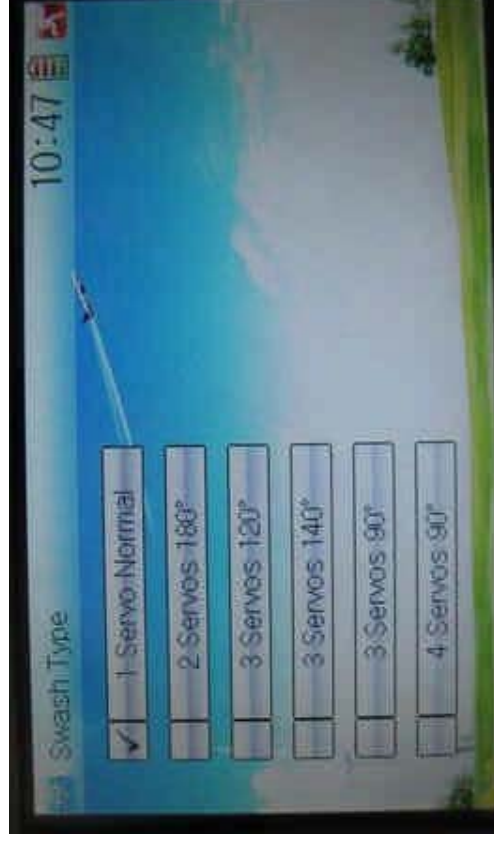 Swash Type
10:47
1 Servo Normal
2 Servos 180°
3 Servos 120°
3 Servos 140°
3 Servos 90°
4 Servos 90°